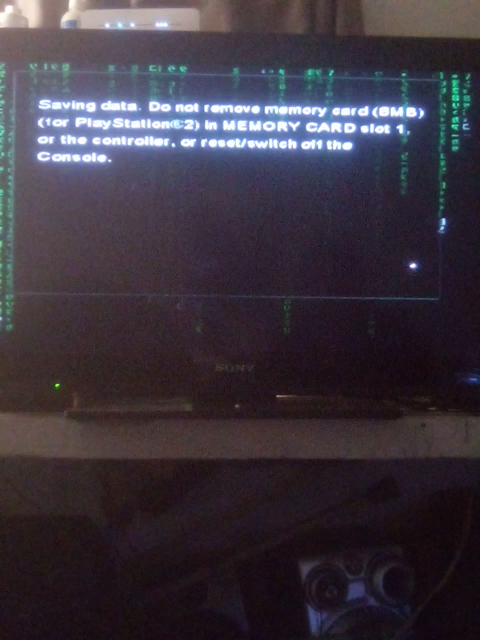 Saving data. Do not remove memory card (8MB)
(for PlayStation®2) in MEMORY CARD slot 1,
or the controller, or reset/switch off the
Console.
SONY